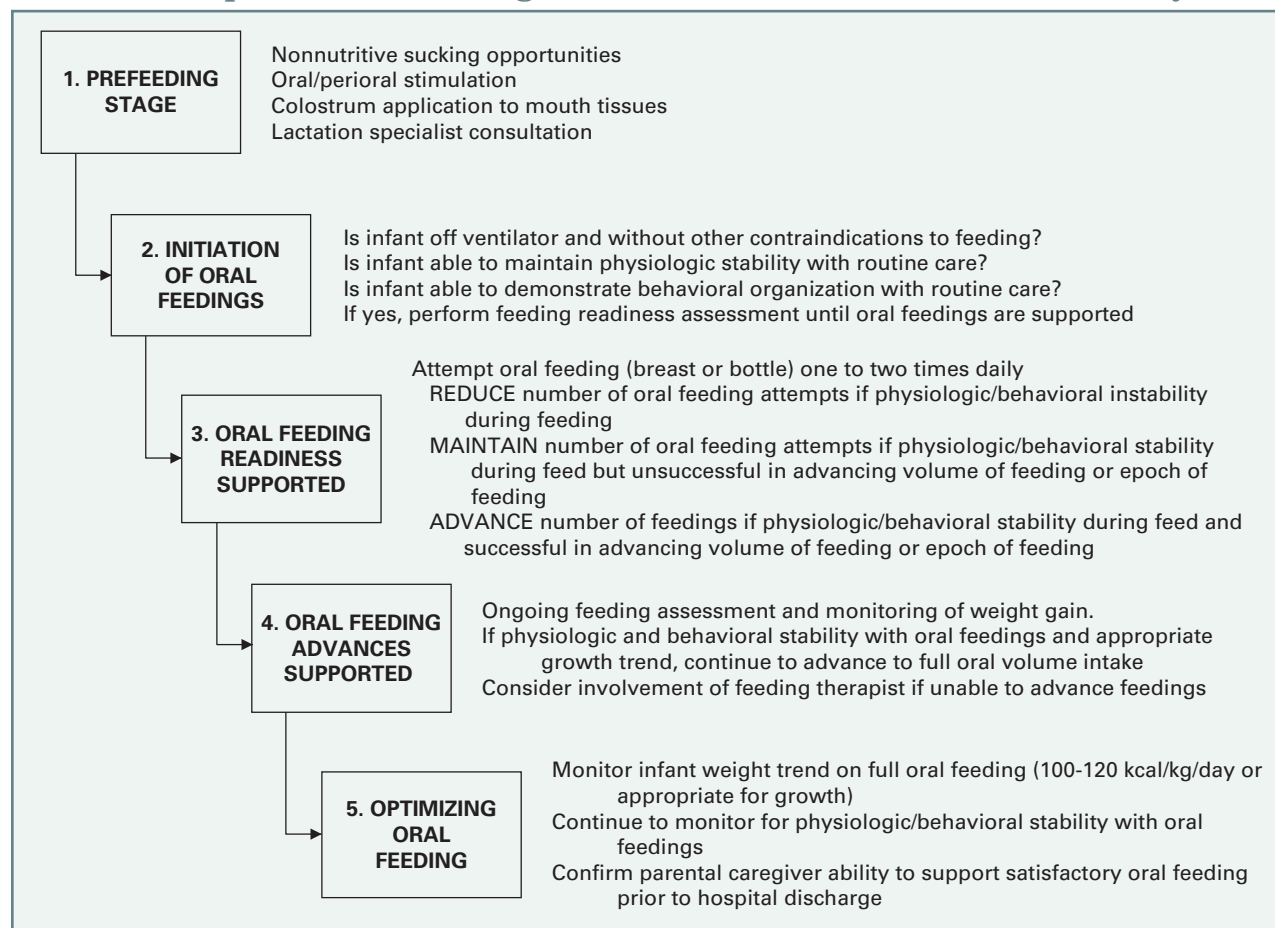 1. PREFEEDING
STAGE
Nonnutritive sucking opportunities
Oral/perioral stimulation
Colostrum application to mouth tissues
Lactation specialist consultation
2. INITIATION
OF ORAL
FEEDINGS
Is infant off ventilator and without other contraindications to feeding?
Is infant able to maintain physiologic stability with routine care?
Is infant able to demonstrate behavioral organization with routine care?
If yes, perform feeding readiness assessment until oral feedings are supported
3. ORAL FEEDING
READINESS
SUPPORTED
Attempt oral feeding (breast or bottle) one to two times daily
REDUCE number of oral feeding attempts if physiologic/behavioral instability
during feeding
MAINTAIN number of oral feeding attempts if physiologic/behavioral stability
during feed but unsuccessful in advancing volume of feeding or epoch of
feeding
ADVANCE number of feedings if physiologic/behavioral stability during feed and
successful in advancing volume of feeding or epoch of feeding
4. ORAL FEEDING
ADVANCES
SUPPORTED
Ongoing feeding assessment and monitoring of weight gain.
If physiologic and behavioral stability with oral feedings and appropriate
growth trend, continue to advance to full oral volume intake
Consider involvement of feeding therapist if unable to advance feedings
5. OPTIMIZING
ORAL
FEEDING
Monitor infant weight trend on full oral feeding (100-120 kcal/kg/day or
appropriate for growth)
Continue to monitor for physiologic/behavioral stability with oral
feedings
Confirm parental caregiver ability to support satisfactory oral feeding
prior to hospital discharge